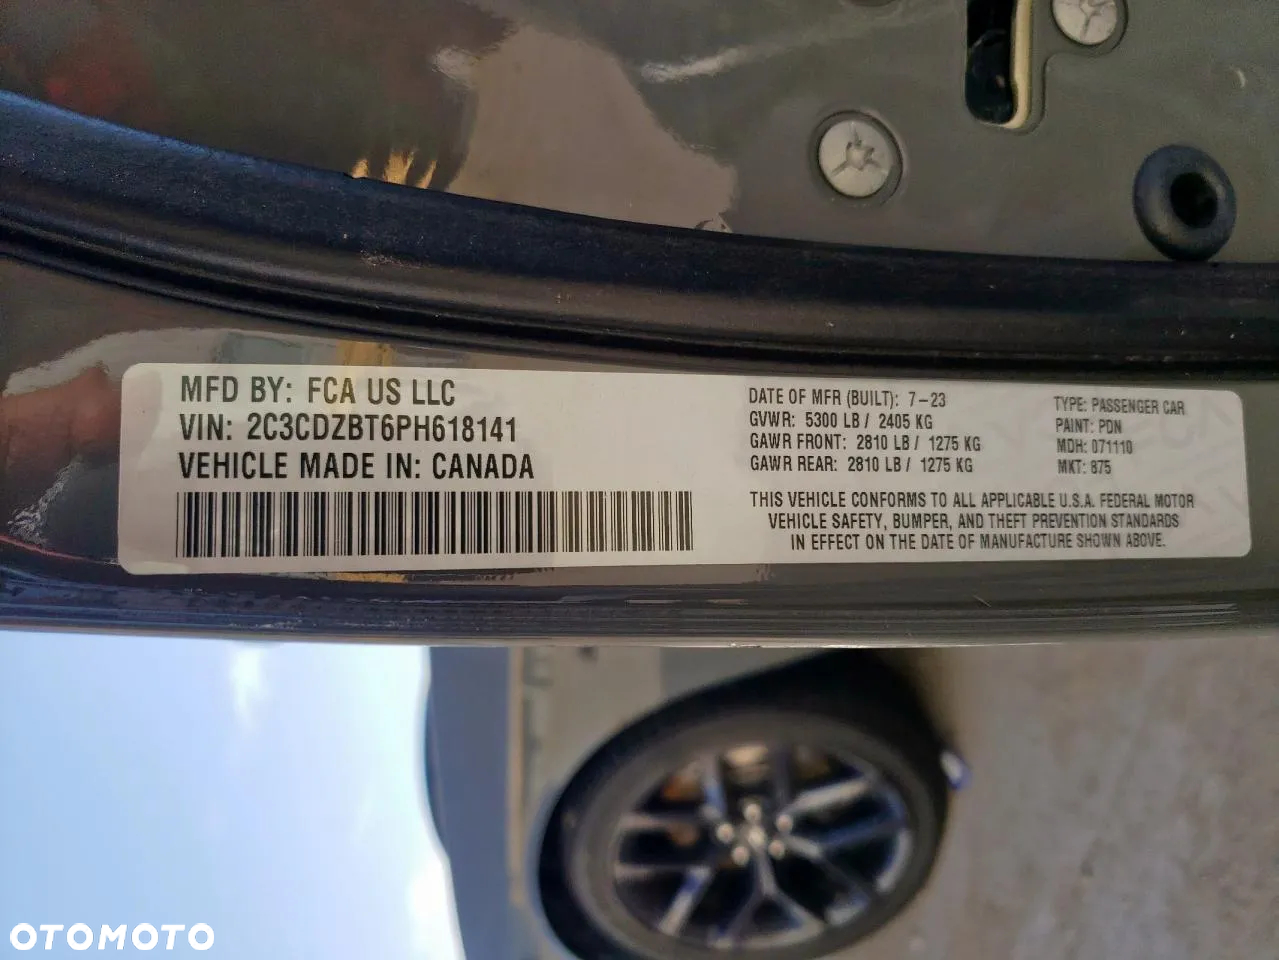 MFD BY: FCA US LLC
VIN: 2C3CDZBT6PH618141
VEHICLE MADE IN: CANADA
DATE OF MFR (BUILT): 7-23
GVWR: 5300 LB / 2405 KG
GAWR FRONT: 2810 LB / 1275 KG
GAWR REAR: 2810 LB / 1275 KG
TYPE: PASSENGER CAR
PAINT: PDN
MDH: 071110
MKT: 875
THIS VEHICLE CONFORMS TO ALL APPLICABLE U.S.A. FEDERAL MOTOR
VEHICLE SAFETY, BUMPER, AND THEFT PREVENTION STANDARDS
IN EFFECT ON THE DATE OF MANUFACTURE SHOWN ABOVE.
OTOMOTO